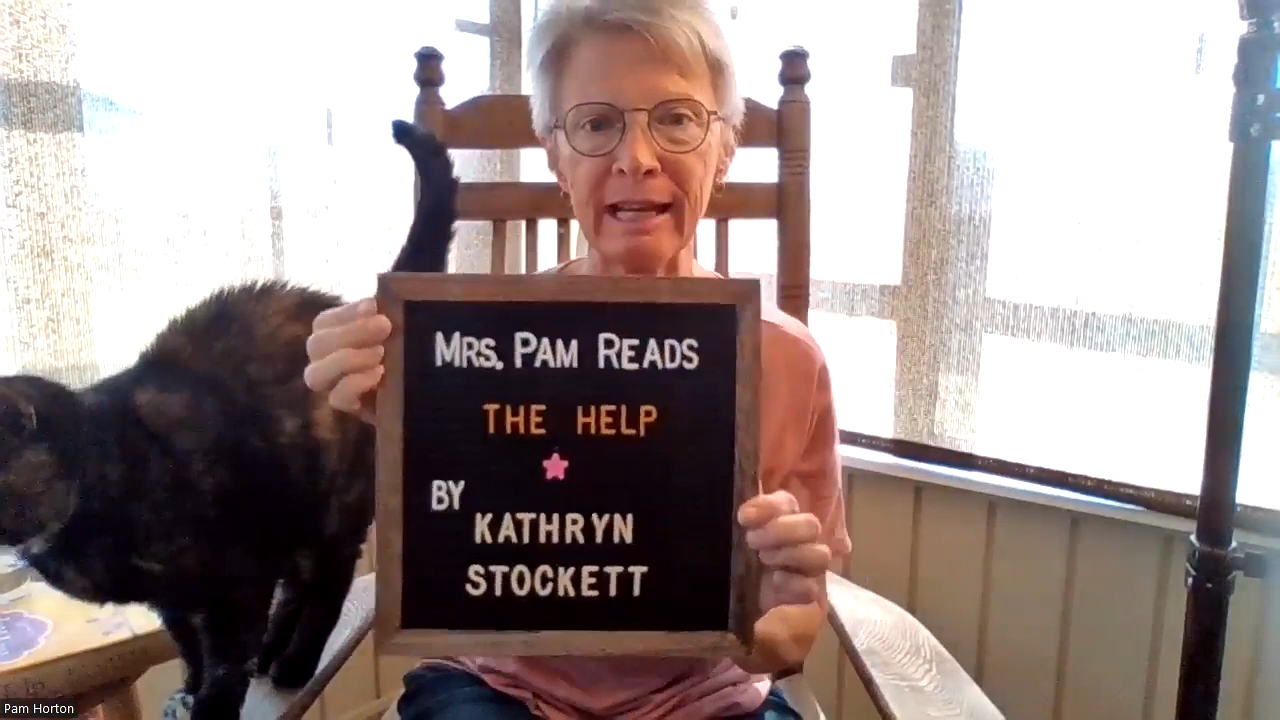 Mrs. Pam Reads
THE HELP
BY
KATHRYN
STOCKETT
Pam Horton